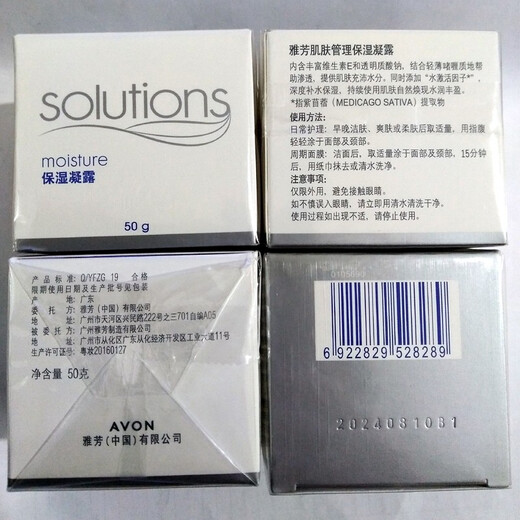 solutions
moisture
保湿凝露
50 g
雅芳肌肤管理保湿凝露
内含丰富维生素E和透明质酸钠，结合轻薄啫喱质地帮
助渗透，提供肌肤充沛水分。同时添加“水激活因子*”，
深度补水保湿，持续使用肌肤自然焕现水润丰盈。
*指紫苜蓿（MEDICAGO SATIVA）提取物
使用方法：
日常护理：早晚洁肤、爽肤或柔肤后取适量，用指腹
轻轻涂于面部及颈部。
周期面膜：洁面后，取适量涂于面部及颈部，15分钟
后，用纸巾抹去或清水洗净。
注意事项：
仅限外用，避免接触眼睛。
如不慎误入眼睛，请立即用清水清洗干净。
使用过程如出现不适，请停止使用。
产品标准：Q/YFZG 19 合格
限期使用日期及生产批号见包装
产地：广东
委托方：雅芳（中国）有限公司
地址：广州市天河区兴民路222号之三701自编A05
被委托方：广州雅芳制造有限公司
地址：广州市从化区广东从化经济开发区工业大道11号
生产许可证号：粤妆20160127
净含量 50克
AVON
雅芳（中国）有限公司
6 922829 528289
20240810B1